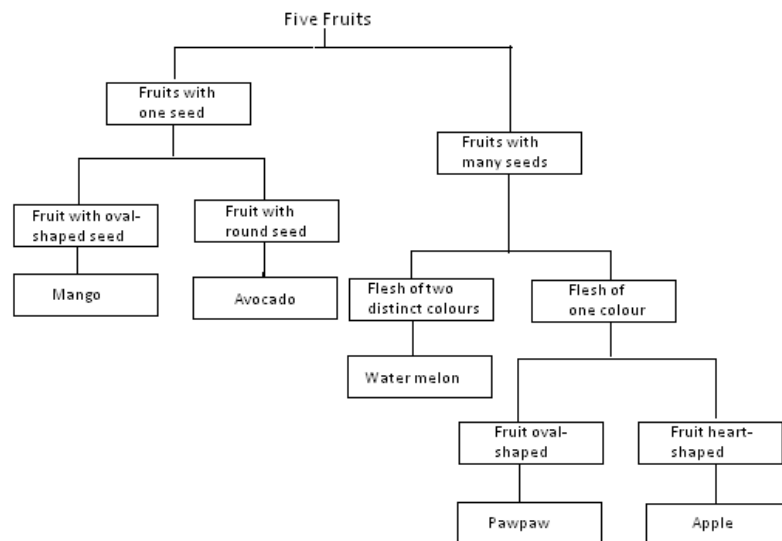 Five Fruits
Fruits with
one seed
Fruits with
many seeds
Fruit with oval-
shaped seed
Fruit with
round seed
Mango
Avocado
Flesh of two
distinct colours
Flesh of
one colour
Water melon
Fruit oval-
shaped
Fruit heart-
shaped
Pawpaw
Apple